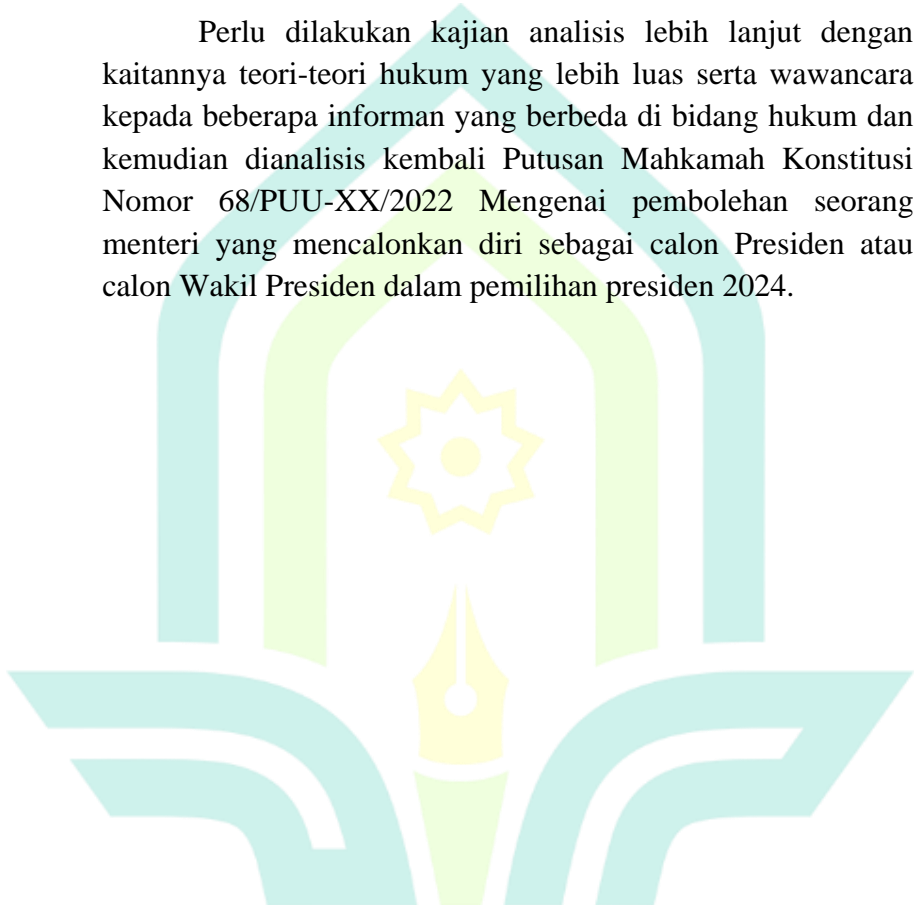 Perlu dilakukan kajian analisis lebih lanjut dengan
kaitannya teori-teori hukum yang lebih luas serta wawancara
kepada beberapa informan yang berbeda di bidang hukum dan
kemudian dianalisis kembali Putusan Mahkamah Konstitusi
Nomor 68/PUU-XX/2022 Mengenai pembolehan seorang
menteri yang mencalonkan diri sebagai calon Presiden atau
calon Wakil Presiden dalam pemilihan presiden 2024.